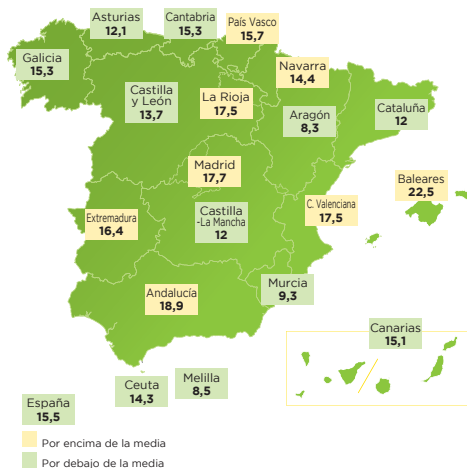 Asturias
12,1
Cantabria
15,3
País Vasco
15,7
Galicia
15,3
Navarra
14,4
Castilla
y León
13,7
La Rioja
17,5
Aragón
8,3
Cataluña
12
Madrid
17,7
Baleares
22,5
Extremadura
16,4
Castilla
-La Mancha
12
C. Valenciana
17,5
Murcia
9,3
Andalucía
18,9
Canarias
15,1
Ceuta
14,3
Melilla
8,5
España
15,5
Por encima de la media
Por debajo de la media